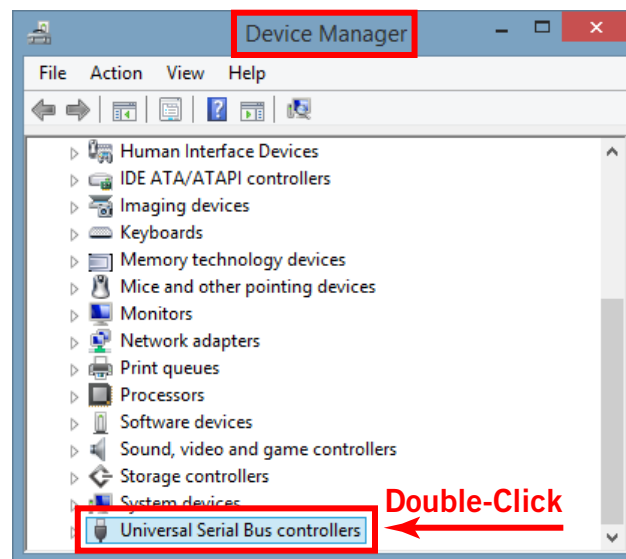 Device Manager
File Action View Help
Human Interface Devices
IDE ATA/ATAPI controllers
Imaging devices
Keyboards
Memory technology devices
Mice and other pointing devices
Monitors
Network adapters
Print queues
Processors
Software devices
Sound, video and game controllers
Storage controllers
System devices
Double-Click
Universal Serial Bus controllers